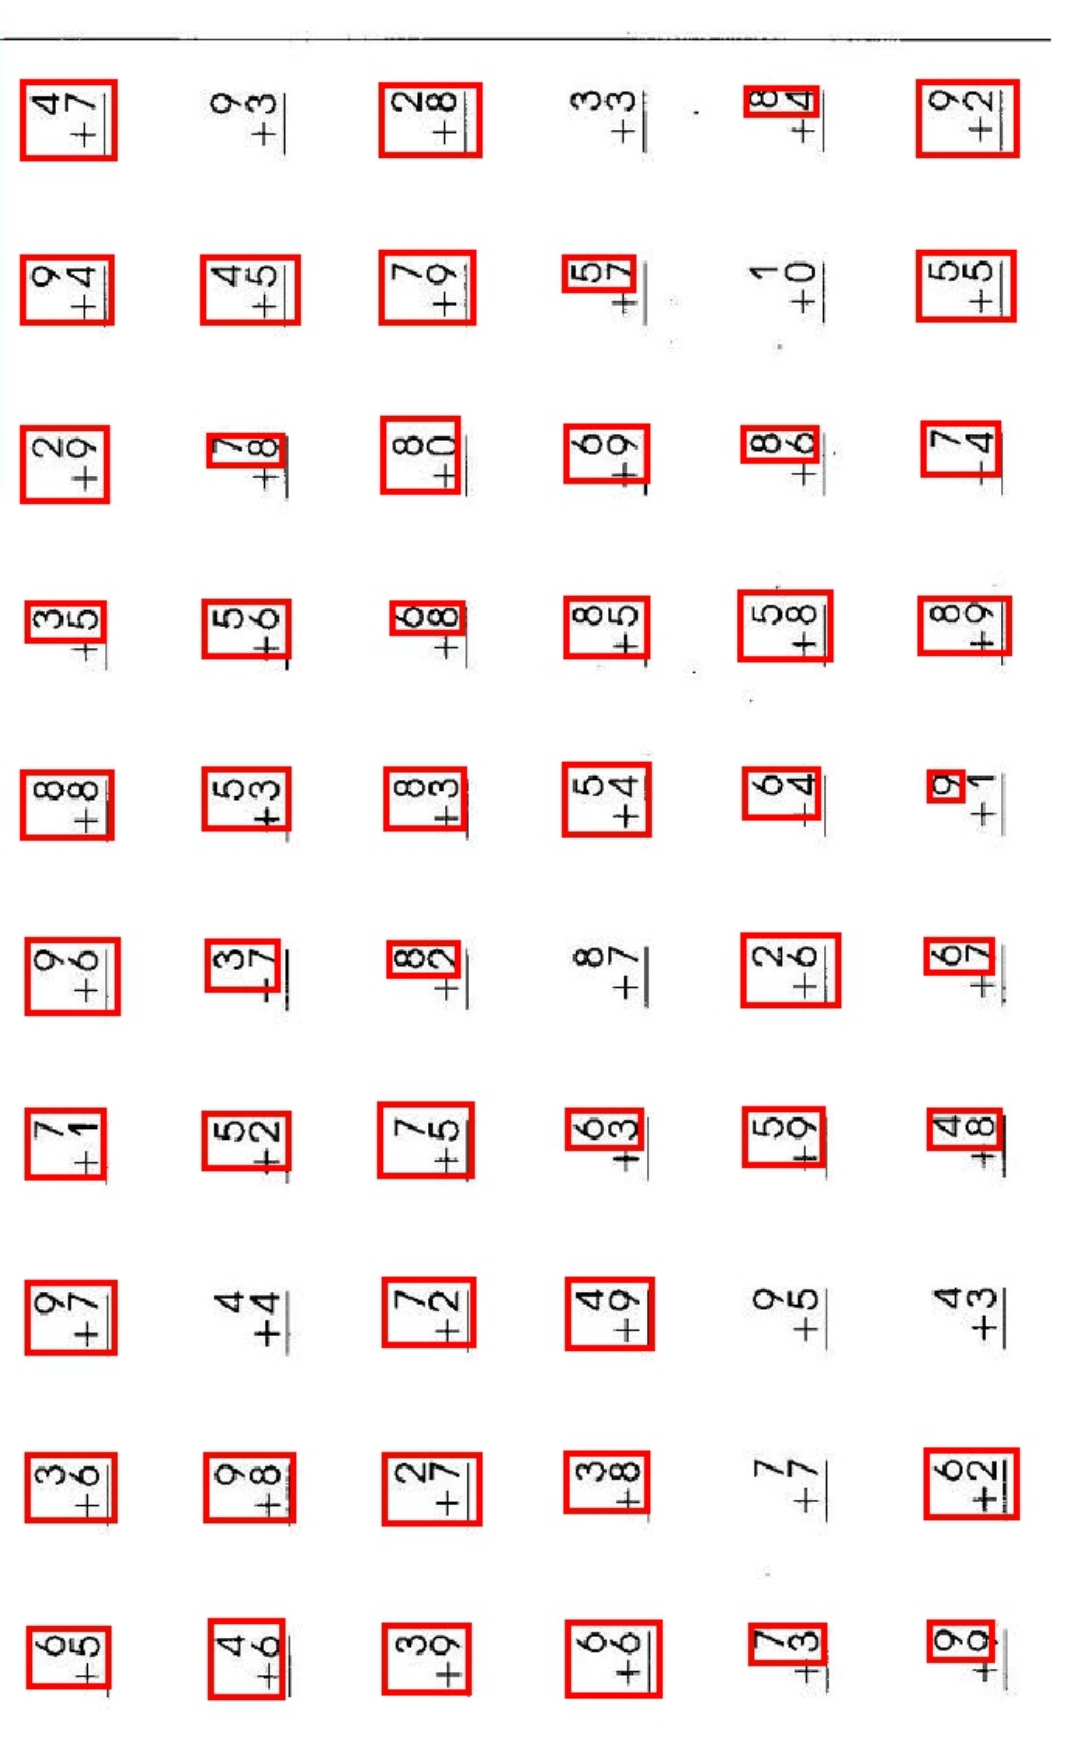 6 3 9 7 9 8 3 2 9 4
+5 +6 +7 +1 +6 +8 +5 +9 +4 +7
4 9 4 5 3 5 5 7 4 9
+6 +8 +4 +2 +7 +3 +6 +8 +5 +3
3 2 7 7 8 8 6 8 7 2
+9 +7 +2 +5 +2 +3 +8 +0 +9 +8
6 3 4 6 8 5 8 6 5 3
+6 +8 +9 +3 +7 +4 +5 +9 +7 +3
7 7 9 5 2 6 5 8 1 8
+3 +7 +5 +9 +6 +4 +8 +6 +0 +4
9 6 4 4 6 9 8 7 5 9
+9 +2 +3 +8 +7 +1 +9 +4 +5 +2